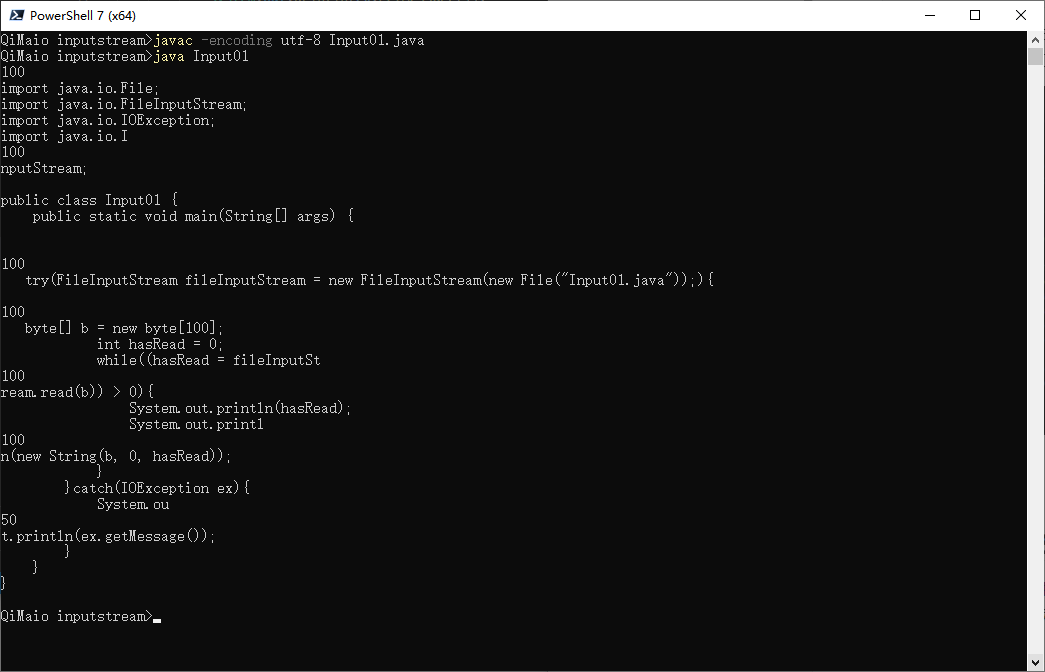 PowerShell 7 (x64)
QiMaio inputstream>javac -encoding utf-8 Input01.java
QiMaio inputstream>java Input01
100
import java.io.File;
import java.io.FileInputStream;
import java.io.IOException;
import java.io.I
100
nputStream;
public class Input01 {
    public static void main(String[] args) {
100
   try(FileInputStream fileInputStream = new FileInputStream(new File("Input01.java"));){
100
   byte[] b = new byte[100];
            int hasRead = 0;
            while((hasRead = fileInputSt
100
ream.read(b)) > 0){
                System.out.println(hasRead);
                System.out.printl
100
n(new String(b, 0, hasRead));
            }
        }catch(IOException ex){
            System.ou
50
t.println(ex.getMessage());
        }
    }
}
QiMaio inputstream>